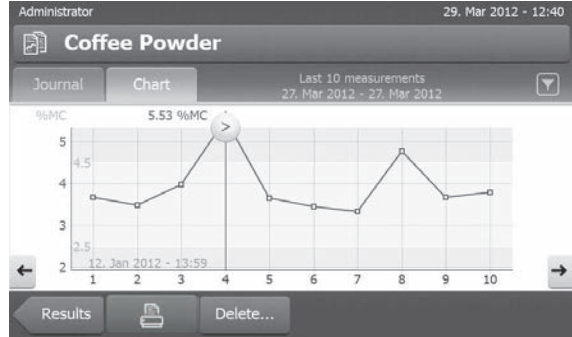 Administrator 29. Mar 2012 - 12:40
Coffee Powder
Journal Chart Last 10 measurements
27. Mar 2012 - 27. Mar 2012
%MC 5.53 %MC
>
5
4.5
4
3
2.5
2 12. Jan 2012 - 13:59
1 2 3 4 5 6 7 8 9 10
Results Delete...